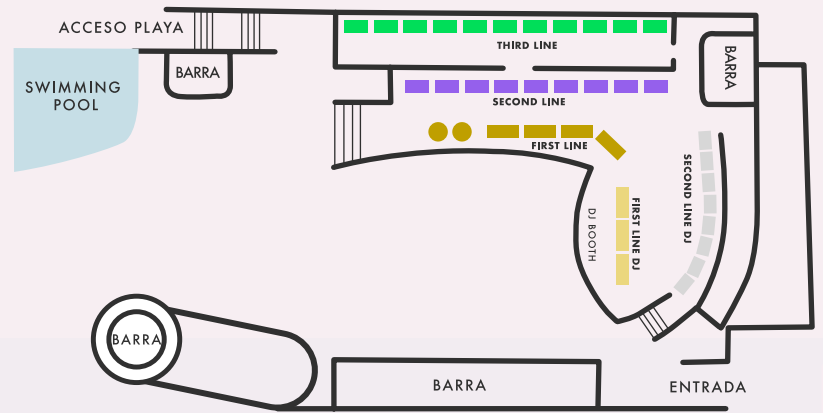 ACCESO PLAYA
THIRD LINE
BARRA
BARRA
SWIMMING
POOL
SECOND LINE
FIRST LINE
SECOND LINE DJ
FIRST LINE DJ
DJ BOOTH
BARRA
BARRA
ENTRADA